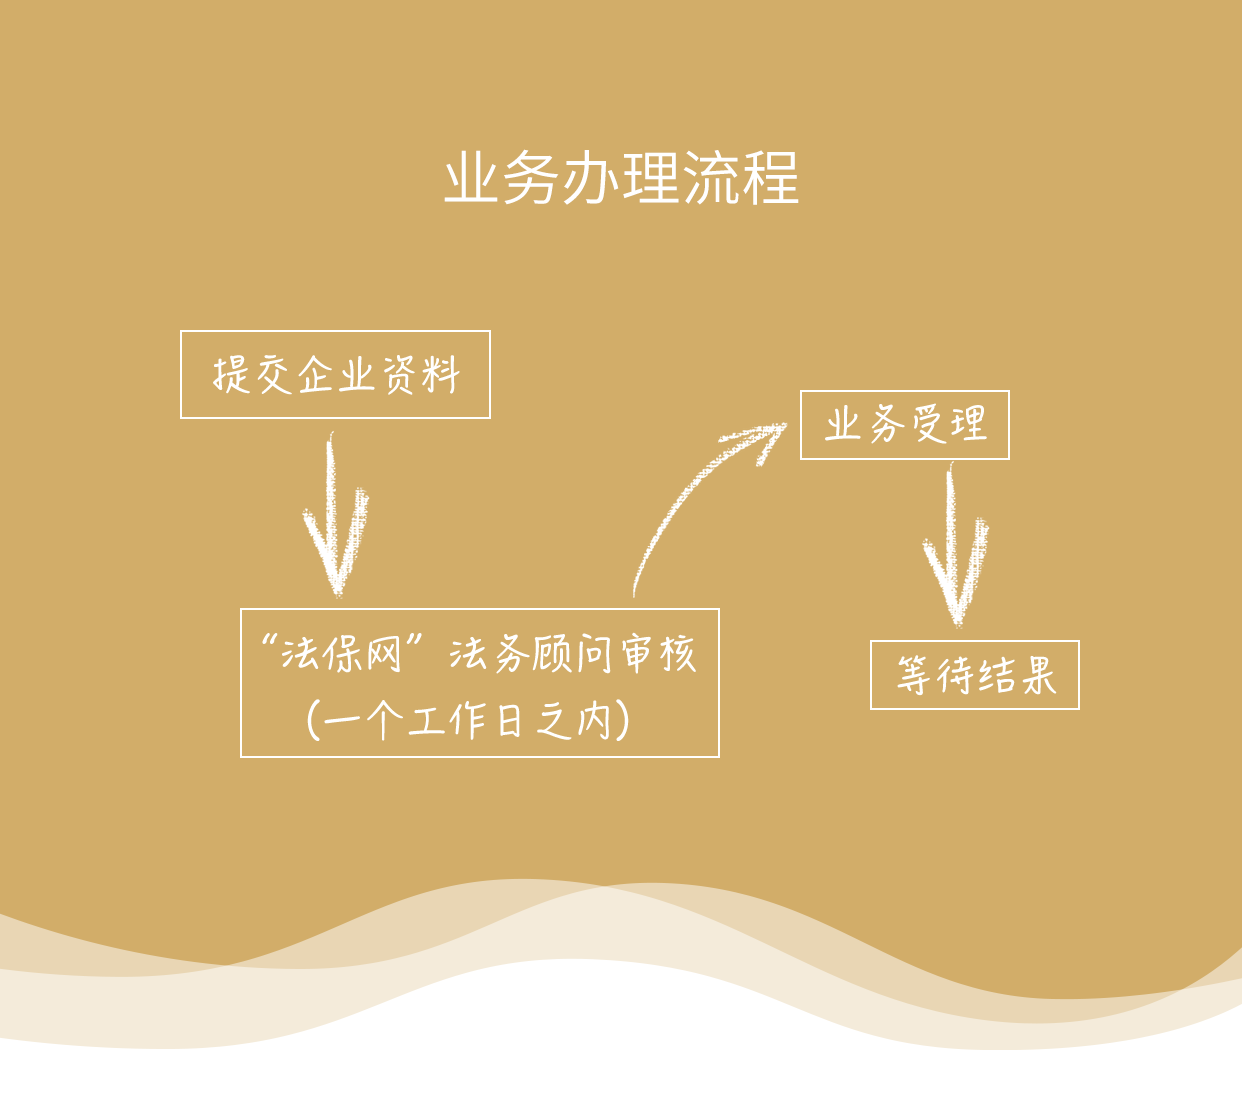 业务办理流程
提交企业资料
“法保网”法务顾问审核
(一个工作日之内)
业务受理
等待结果